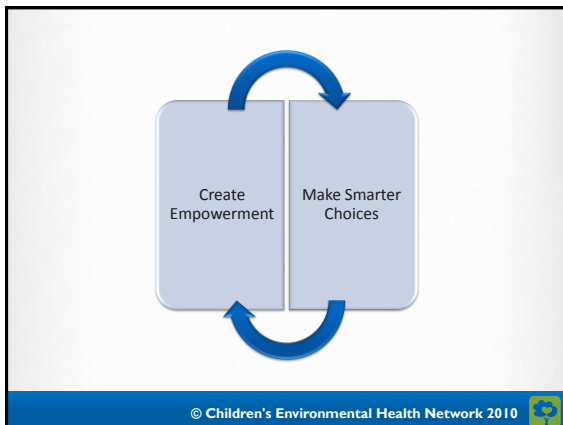 Create
Empowerment
Make Smarter
Choices
© Children's Environmental Health Network 2010